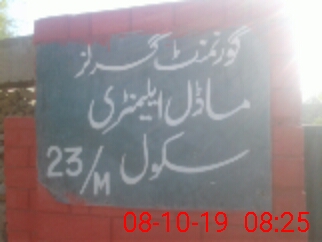 گورنمنٹ گرلز
ماڈل ایلیمنٹری
سکول 23/M
08-10-19 08:25